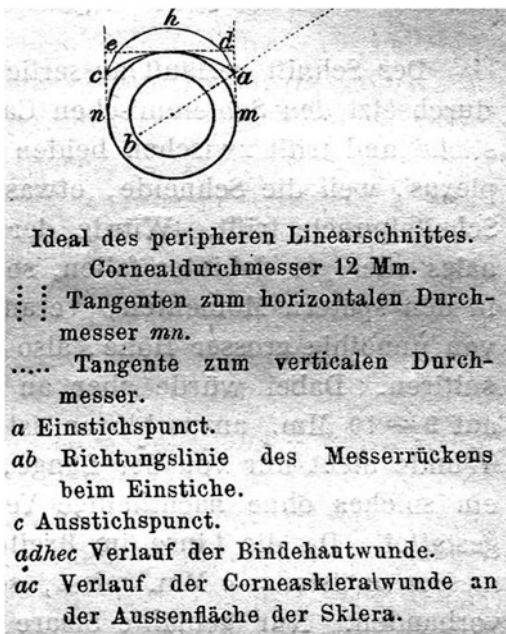 h
e d
c a
n m
b
Ideal des peripheren Linearschnittes.
Cornealdurchmesser 12 Mm.
Tangenten zum horizontalen Durch-
messer mn.
..... Tangente zum verticalen Durch-
messer.
a Einstichspunct.
ab Richtungslinie des Messerrückens
beim Einstiche.
c Ausstichspunct.
adhec Verlauf der Bindehautwunde.
ac Verlauf der Corneaskleralwunde an
der Aussenfläche der Sklera.